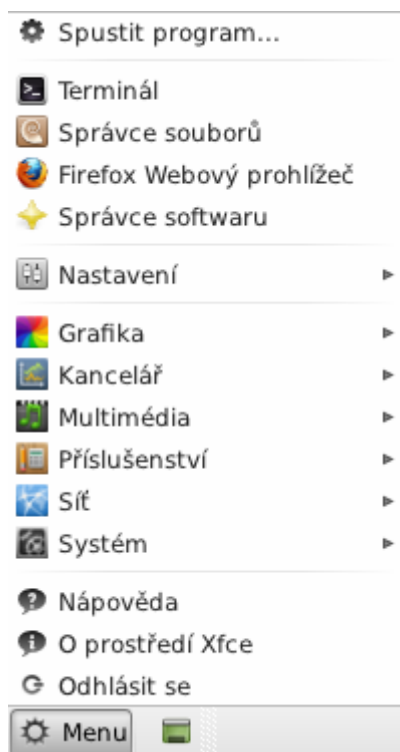 Spustit program...
Terminál
Správce souborů
Firefox Webový prohlížeč
Správce softwaru
Nastavení
Grafika
Kancelář
Multimédia
Příslušenství
Síť
Systém
Nápověda
O prostředí Xfce
Odhlásit se
Menu